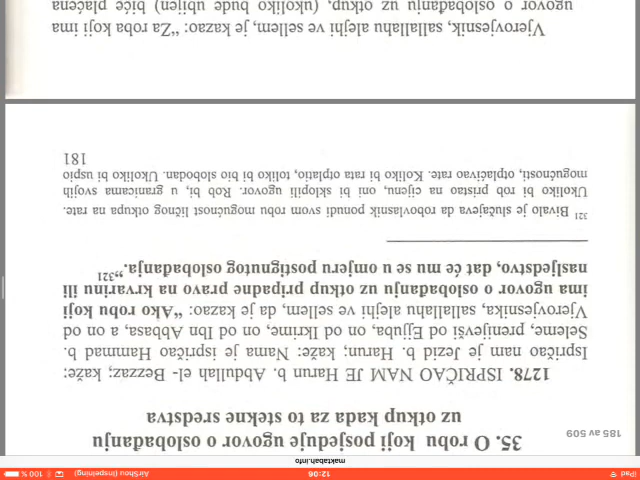 iPad 12:06 AirShou (Inspelning) 100 %
maktabah.info
185 av 509
35. O robu koji posjeduje ugovor o oslobođanju
uz otkup kada za to stekne sredstva
1278. ISPRIČAO NAM JE Harun b. Abdullah el- Bezzaz; kaže:
Ispričao nam je Jezid b. Harun; kaže: Nama je ispričao Hammad b.
Seleme, prenijevši od Ejjuba, on od Ikrime, on od Ibn Abbasa, a on od
Vjerovjesnika, sallallahu alejhi ve sellem, da je kazao: “Ako robu koji
ima ugovor o oslobođanju uz otkup pripadne pravo na krvarinu ili
nasljedstvo, dat će mu se u omjeru postignutog oslobođanja.”321
321 Bivalo je slučajeva da robovlasnik ponudi svom robu mogućnost ličnog otkupa na rate.
Ukoliko bi rob pristao na cijenu, oni bi sklopili ugovor. Rob bi, u granicama svojih
mogućnosti, otplaćivao rate. Koliko bi rata otplatio, toliko bi bio slobodan. Ukoliko bi uspio
181
Vjerovjesnik, sallallahu alejhi ve sellem, je kazao: “Za roba koji ima
ugovor o oslobođanju uz otkup, (ukoliko bude ubijen) biće plaćena